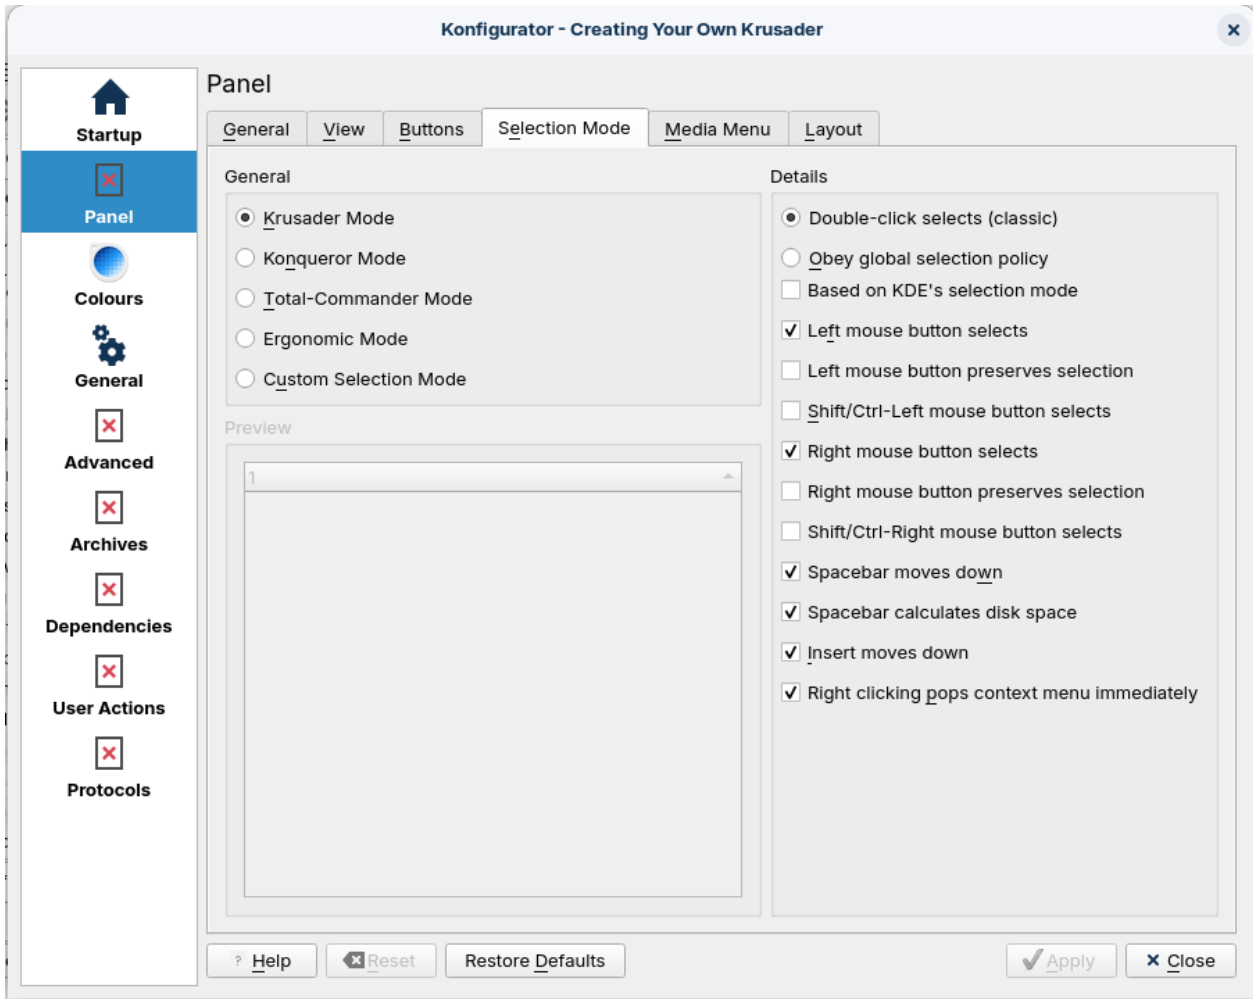 Konfigurator - Creating Your Own Krusader
Startup
Panel
Colours
General
Advanced
Archives
Dependencies
User Actions
Protocols
Panel
General
View
Buttons
Selection Mode
Media Menu
Layout
General
Krusader Mode
Konqueror Mode
Total-Commander Mode
Ergonomic Mode
Custom Selection Mode
Preview
1
Details
Double-click selects (classic)
Obey global selection policy
Based on KDE's selection mode
Left mouse button selects
Left mouse button preserves selection
Shift/Ctrl-Left mouse button selects
Right mouse button selects
Right mouse button preserves selection
Shift/Ctrl-Right mouse button selects
Spacebar moves down
Spacebar calculates disk space
Insert moves down
Right clicking pops context menu immediately
? Help
Reset
Restore Defaults
Apply
Close